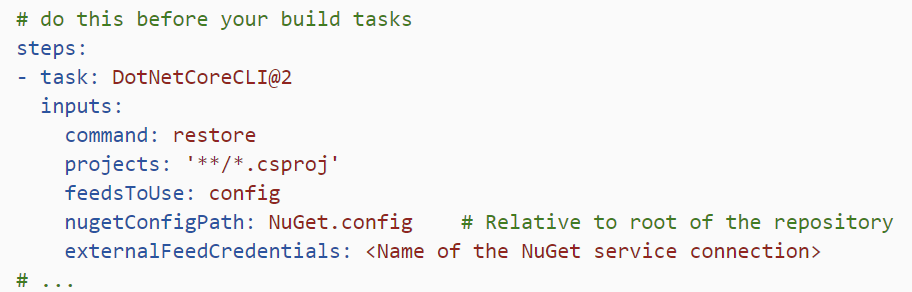 # do this before your build tasks
steps:
- task: DotNetCoreCLI@2
  inputs:
    command: restore
    projects: '**/*.csproj'
    feedsToUse: config
    nugetConfigPath: NuGet.config    # Relative to root of the repository
    externalFeedCredentials: <Name of the NuGet service connection>
# ...